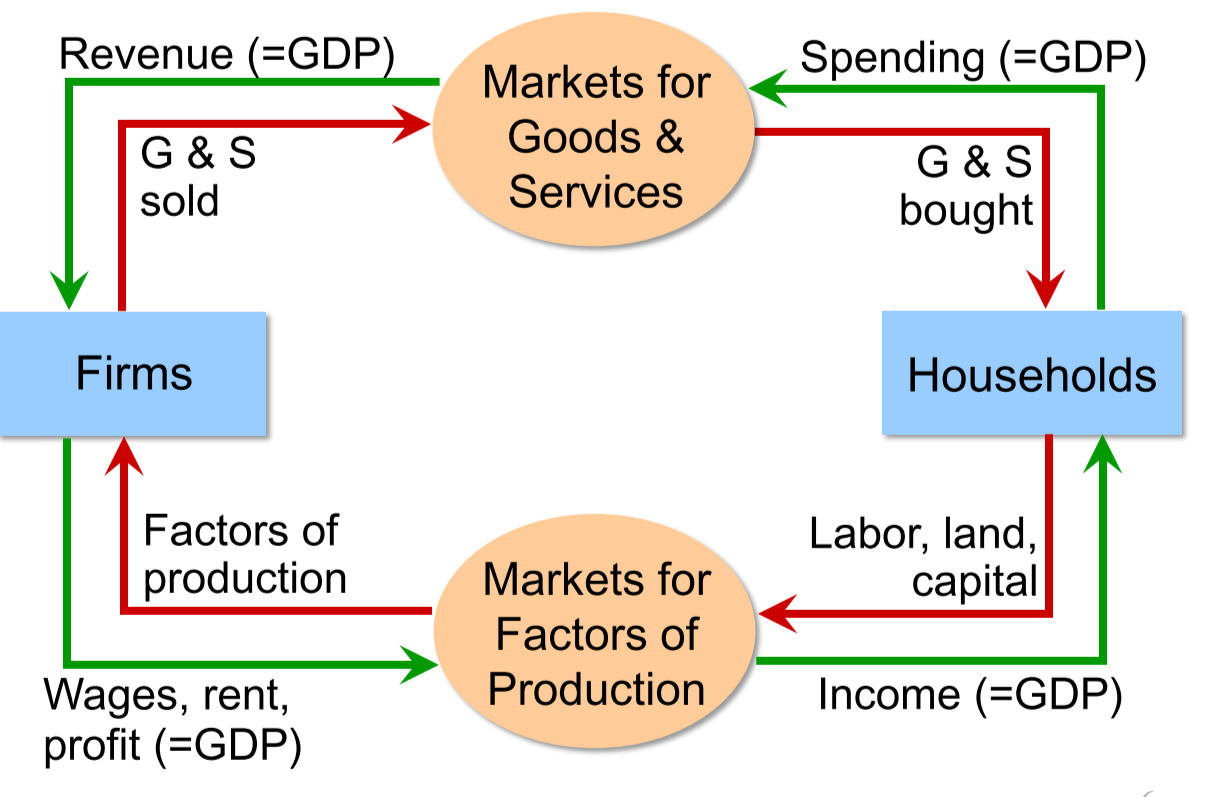 Revenue (=GDP)
Markets for
Goods &
Services
Spending (=GDP)
G & S
sold
G & S
bought
Firms
Households
Factors of
production
Markets for
Factors of
Production
Labor, land,
capital
Wages, rent,
profit (=GDP)
Income (=GDP)